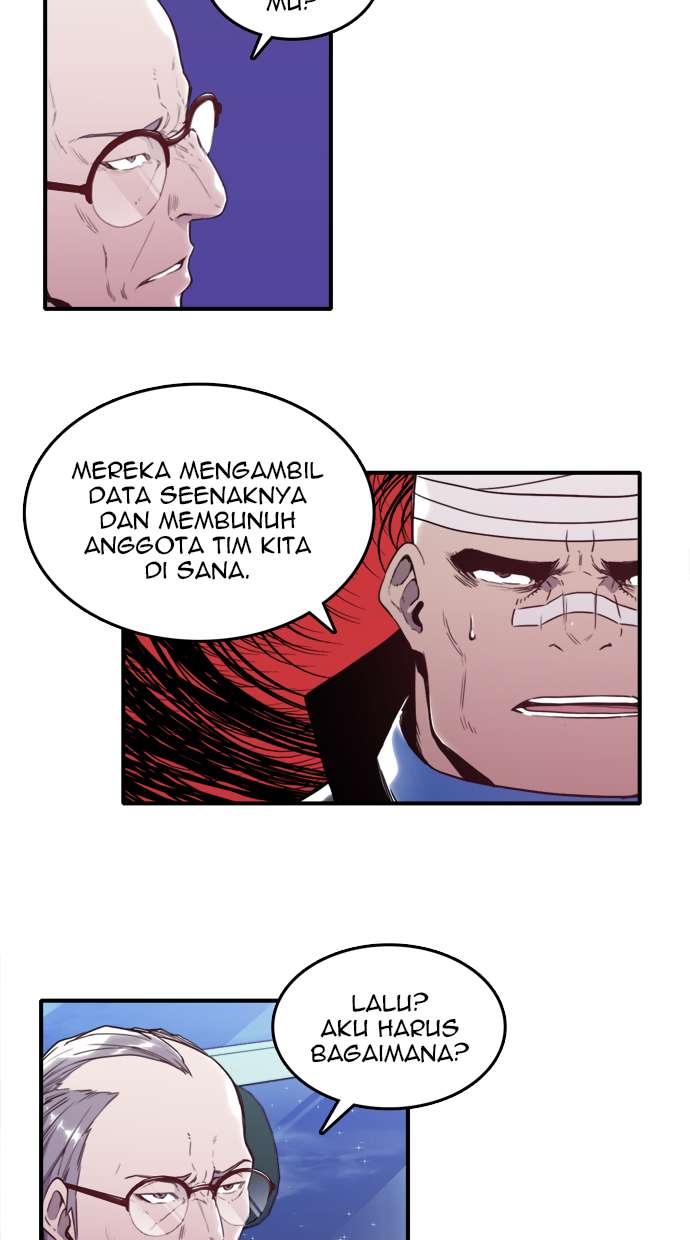 MU?
MEREKA MENGAMBIL
DATA SEENAKNYA
DAN MEMBUNUH
ANGGOTA TIM KITA
DI SANA.
LALU?
AKU HARUS
BAGAIMANA?